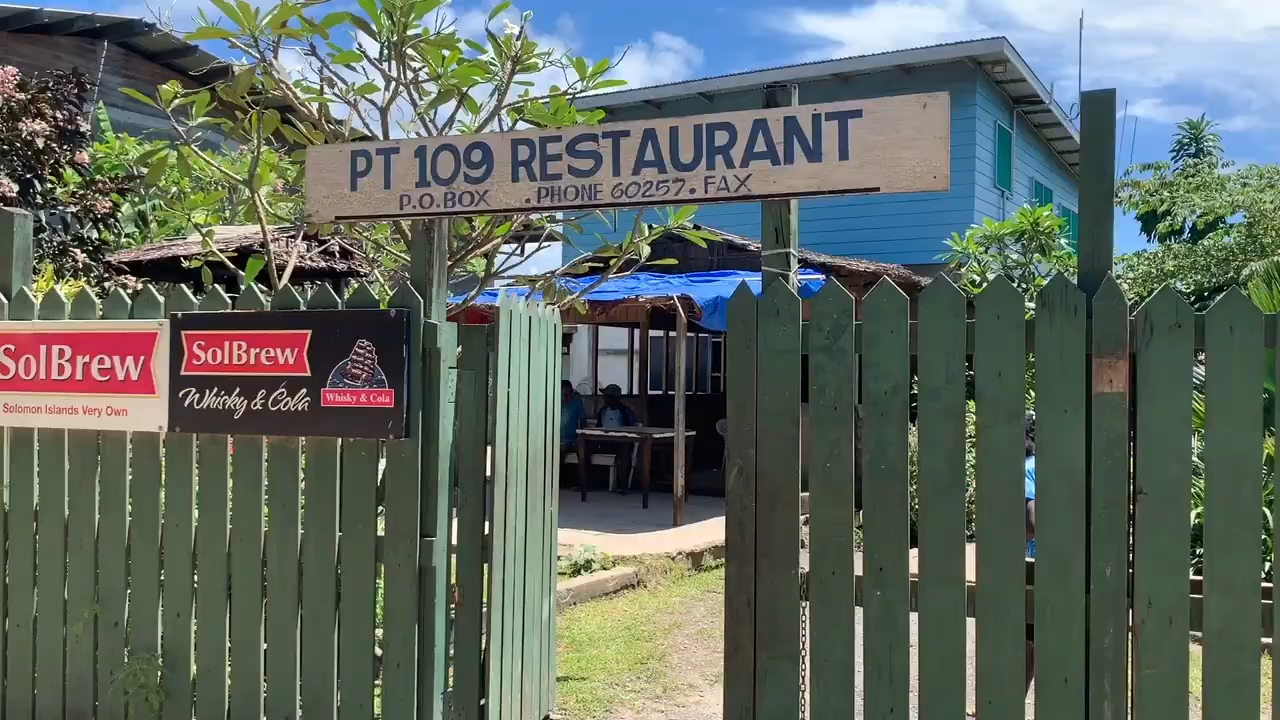 PT 109 RESTAURANT
P.O.BOX . PHONE 60257. FAX
SolBrew
Solomon Islands Very Own
SolBrew
Whisky & Cola
Whisky & Cola